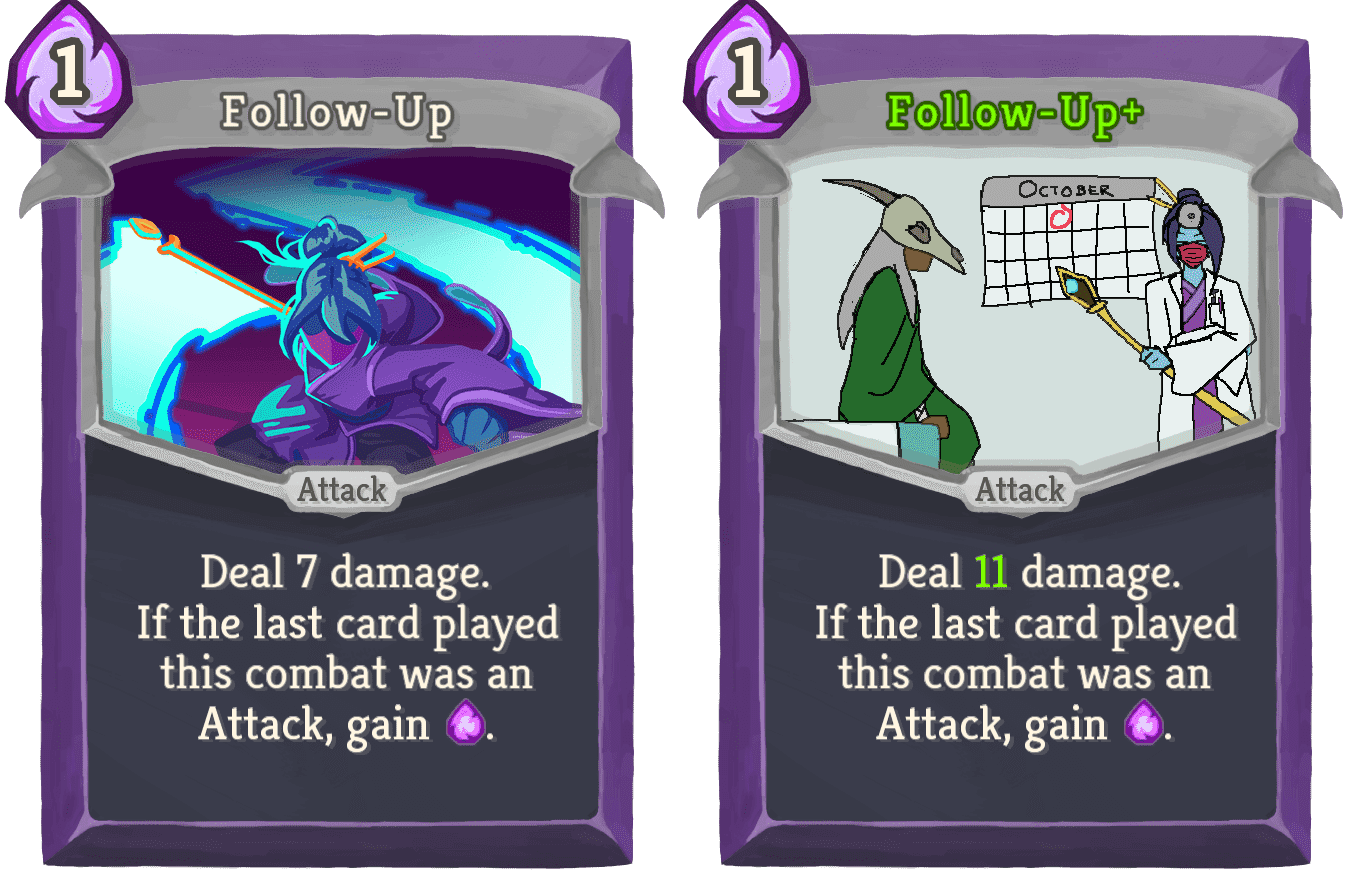 1
Follow-Up
Attack
Deal 7 damage.
If the last card played
this combat was an
Attack, gain .
1
Follow-Up+
OCTOBER
Attack
Deal 11 damage.
If the last card played
this combat was an
Attack, gain .